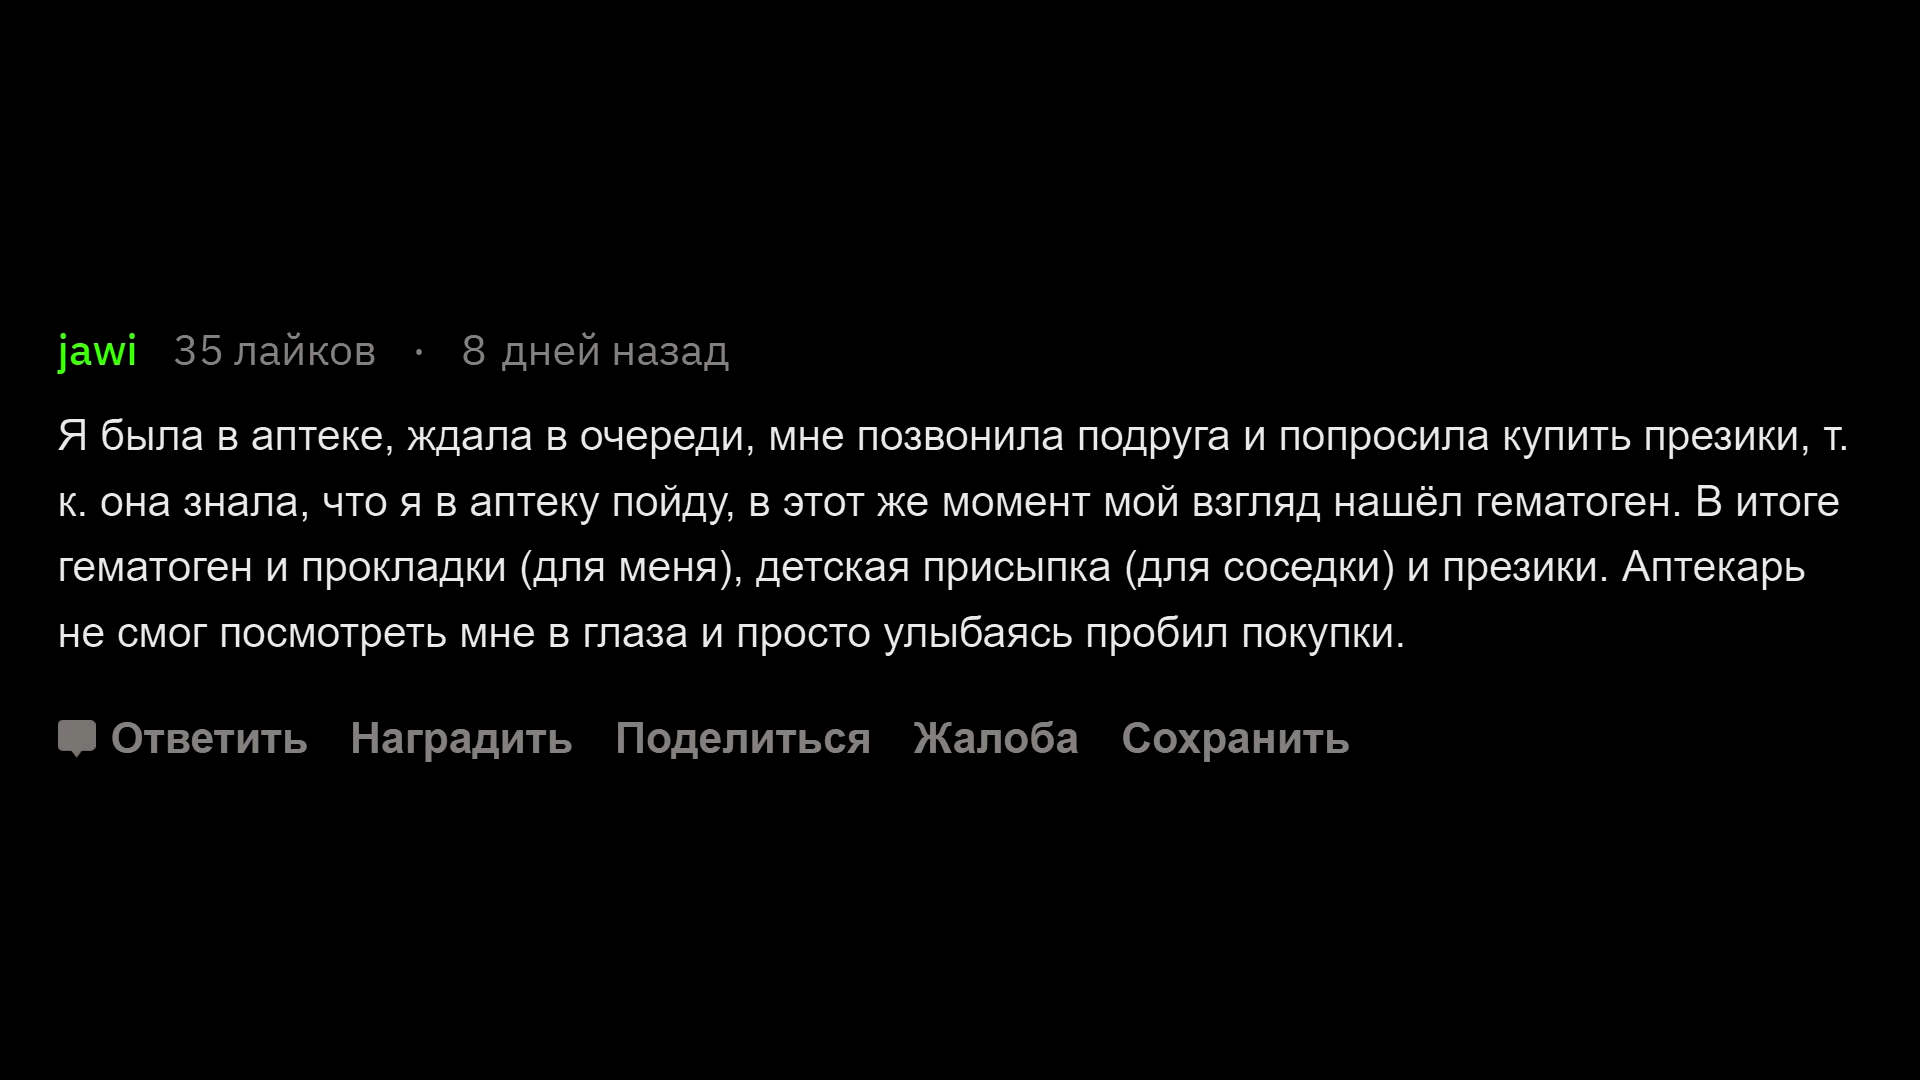 jawi 35 лайков · 8 дней назад
Я была в аптеке, ждала в очереди, мне позвонила подруга и попросила купить презики, т.
к. она знала, что я в аптеку пойду, в этот же момент мой взгляд нашёл гематоген. В итоге
гематоген и прокладки (для меня), детская присыпка (для соседки) и презики. Аптекарь
не смог посмотреть мне в глаза и просто улыбаясь пробил покупки.
Ответить Наградить Поделиться Жалоба Сохранить